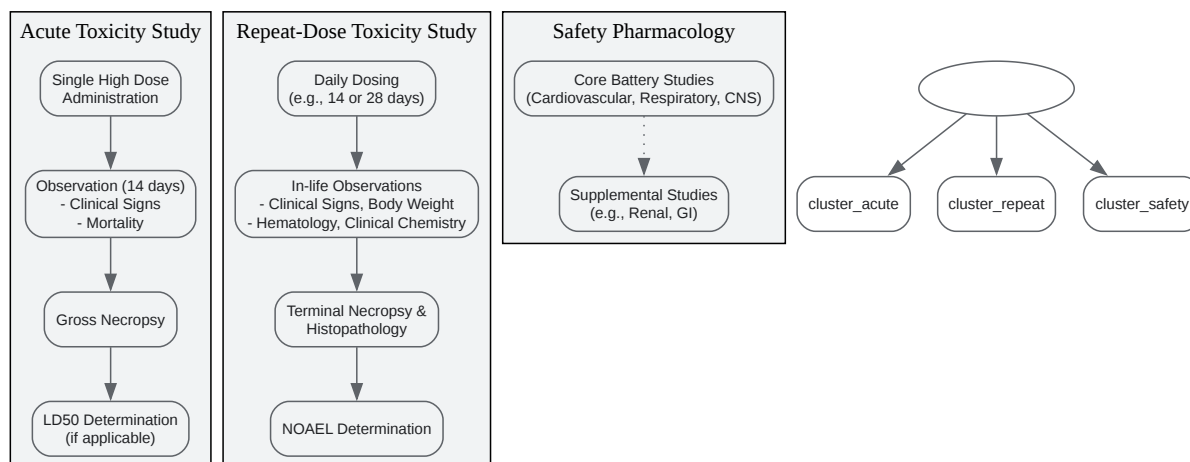 Acute Toxicity Study
Single High Dose
Administration
Observation (14 days)
- Clinical Signs
- Mortality
Gross Necropsy
LD50 Determination
(if applicable)
Repeat-Dose Toxicity Study
Daily Dosing
(e.g., 14 or 28 days)
In-life Observations
- Clinical Signs, Body Weight
- Hematology, Clinical Chemistry
Terminal Necropsy &
Histopathology
NOAEL Determination
Safety Pharmacology
Core Battery Studies
(Cardiovascular, Respiratory, CNS)
Supplemental Studies
(e.g., Renal, GI)
cluster_acute
cluster_repeat
cluster_safety